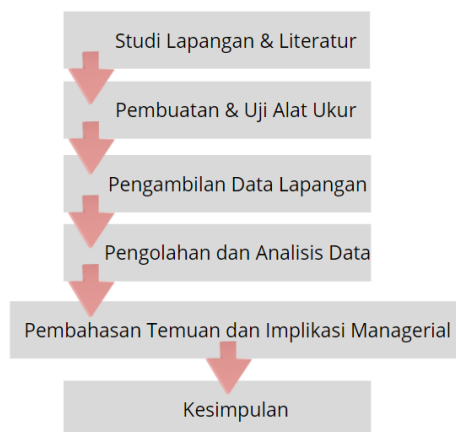 Studi Lapangan & Literatur
Pembuatan & Uji Alat Ukur
Pengambilan Data Lapangan
Pengolahan dan Analisis Data
Pembahasan Temuan dan Implikasi Managerial
Kesimpulan